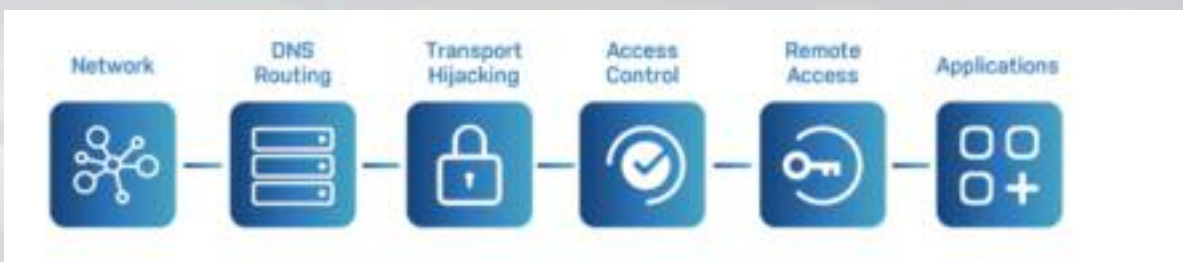 Network
DNS
Routing
Transport
Hijacking
Access
Control
Remote
Access
Applications